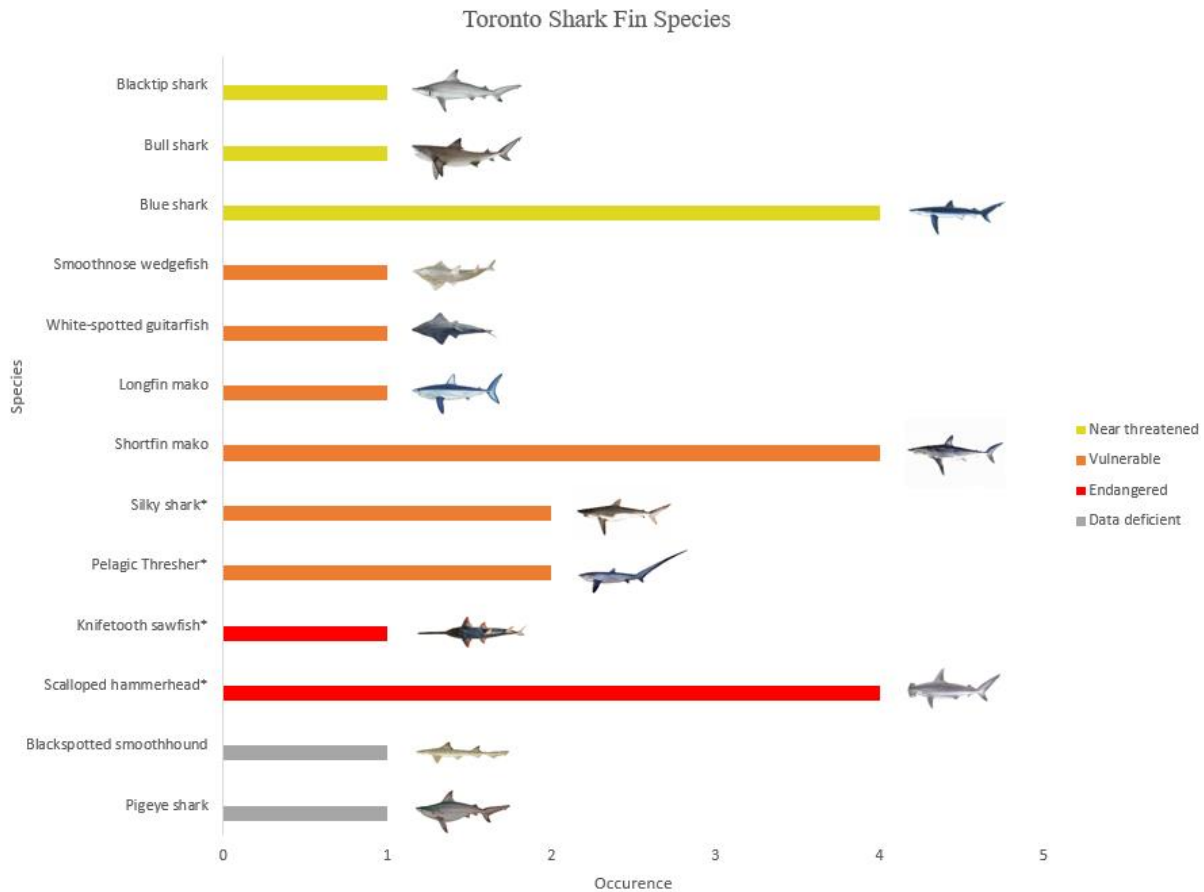 Toronto Shark Fin Species
Blacktip shark
Bull shark
Blue shark
Smoothnose wedgefish
White-spotted guitarfish
Longfin mako
Shortfin mako
Silky shark*
Pelagic Thresher*
Knifetooth sawfish*
Scalloped hammerhead*
Blackspotted smoothhound
Pigeye shark
Species
0 1 2 3 4 5
Occurence
Near threatened
Vulnerable
Endangered
Data deficient